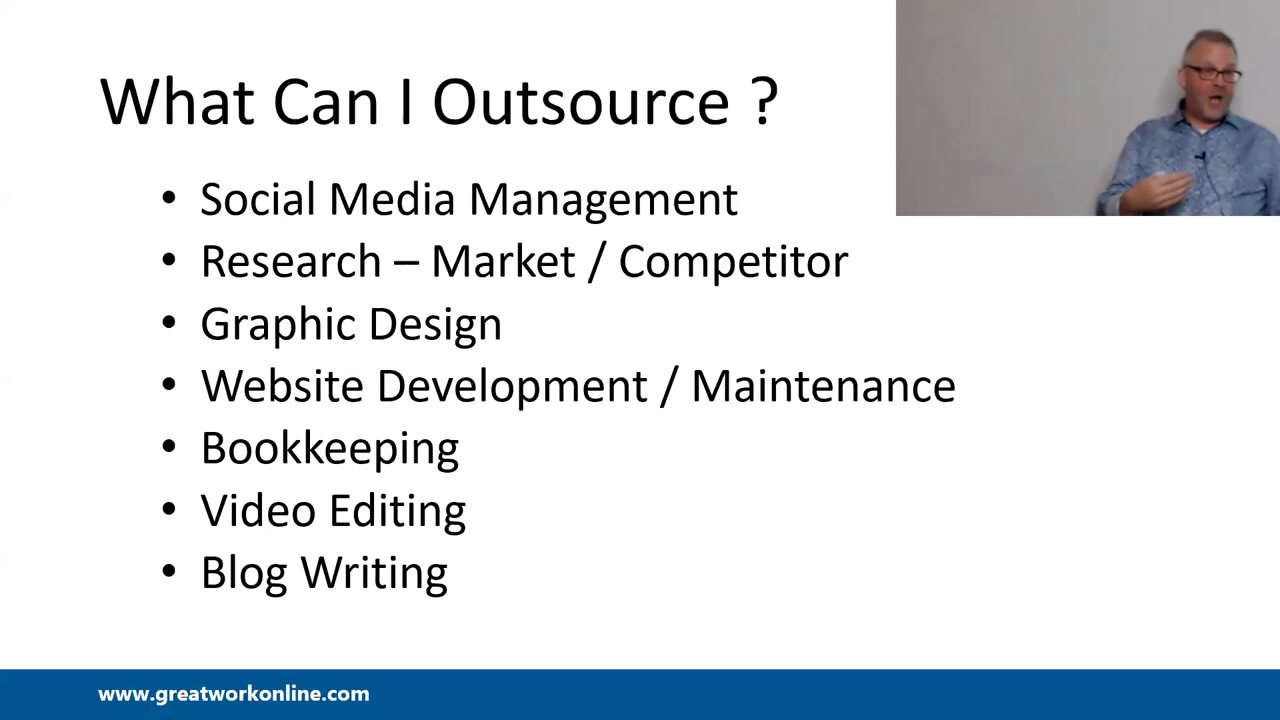 What Can I Outsource ?
• Social Media Management
• Research – Market / Competitor
• Graphic Design
• Website Development / Maintenance
• Bookkeeping
• Video Editing
• Blog Writing
www.greatworkonline.com